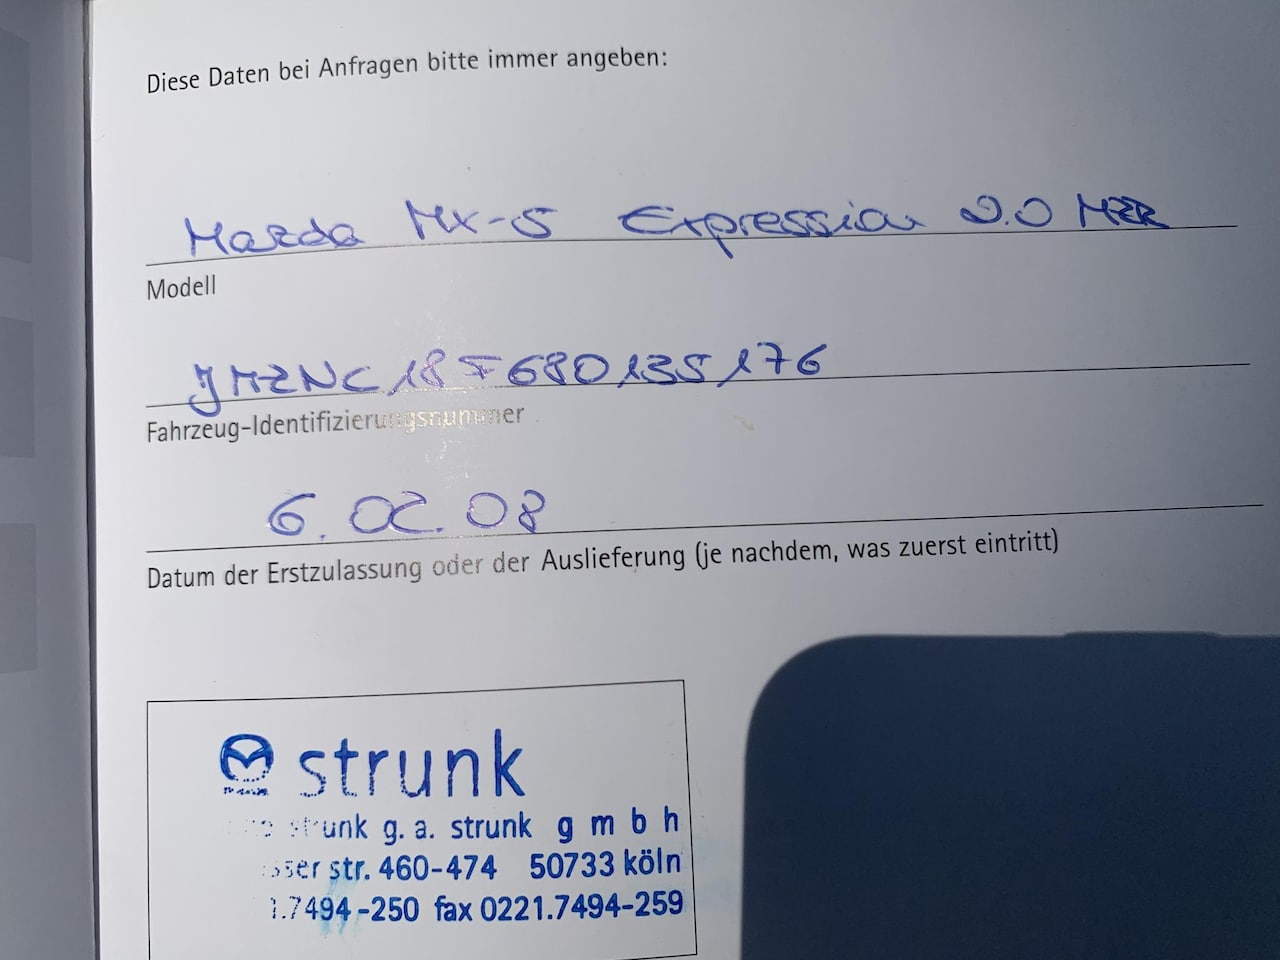 Diese Daten bei Anfragen bitte immer angeben:
Mazda MX-5 Expression 2.0 MZR
Modell
JMZNC18F680135176
Fahrzeug-Identifizierungsnummer
6.02.08
Datum der Erstzulassung oder der Auslieferung (je nachdem, was zuerst eintritt)
strunk
strunk g. a. strunk gmbh
str. 460-474 50733 köln
7494-250 fax 0221.7494-259